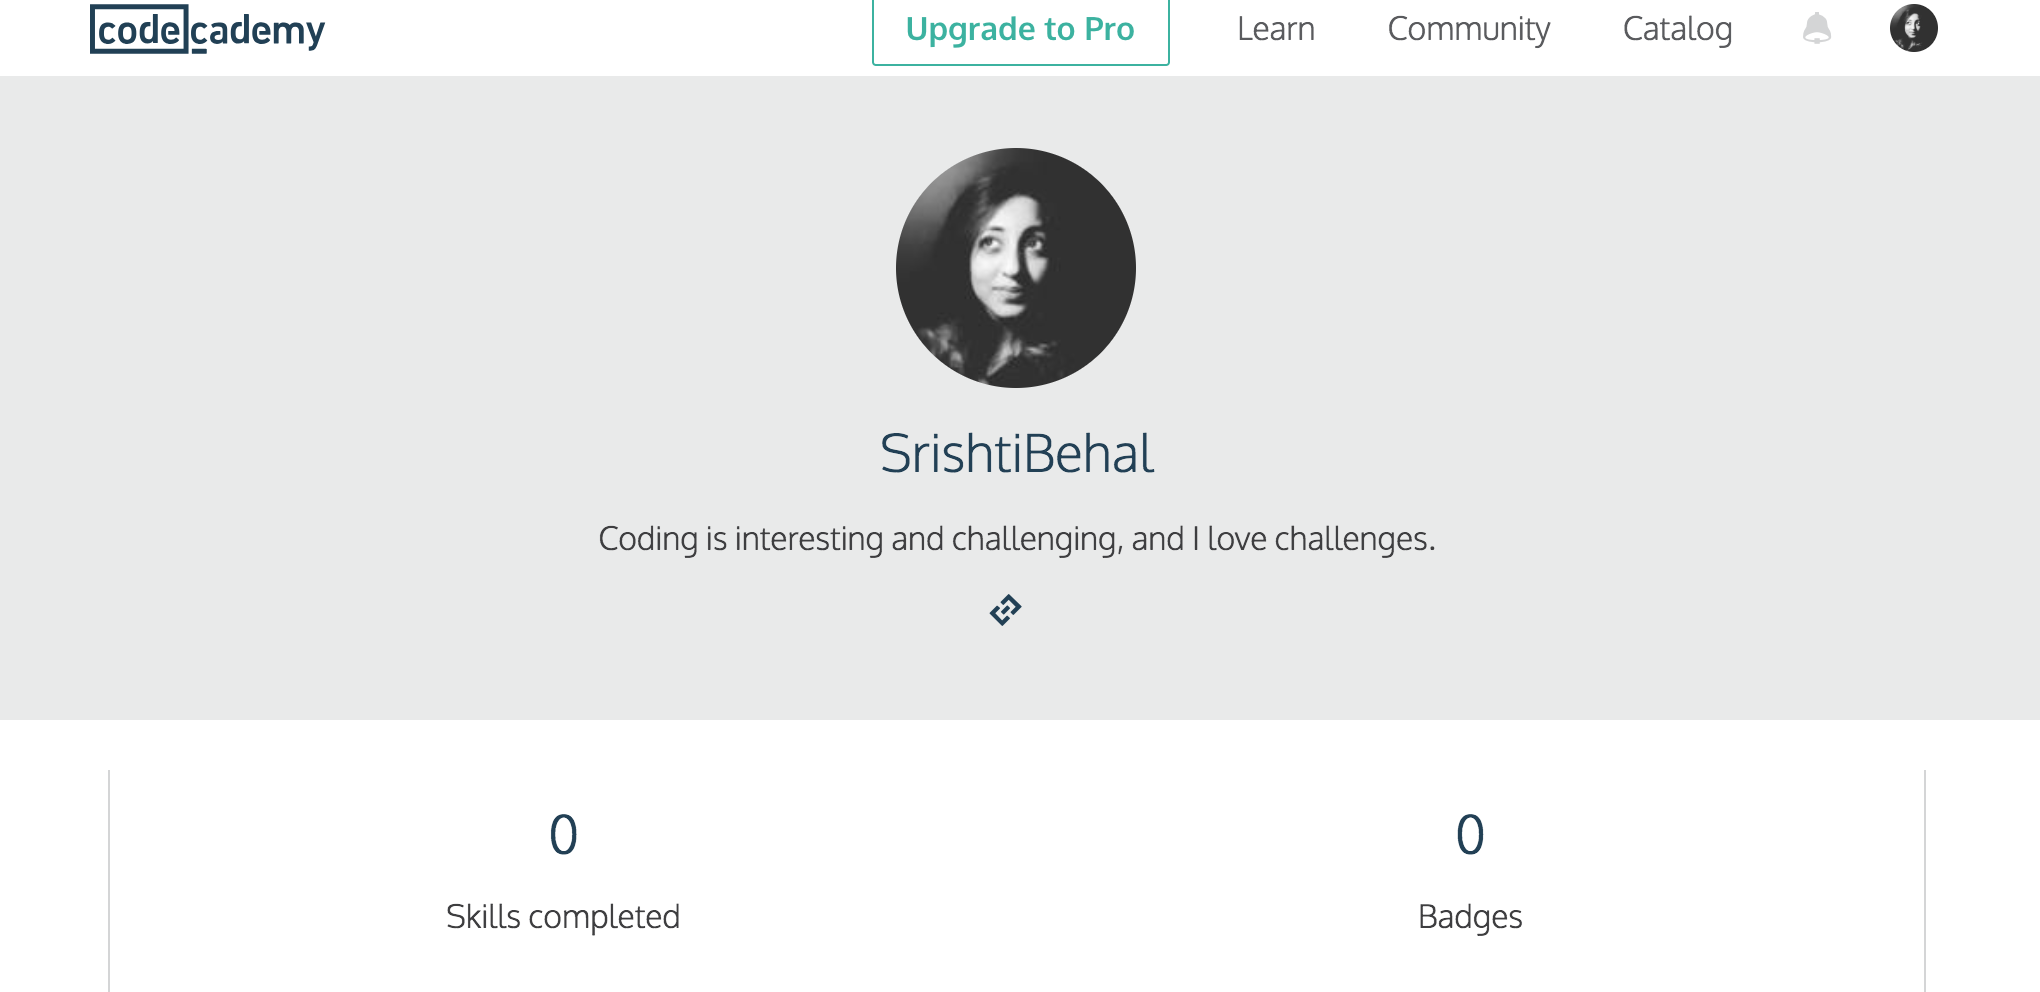 codecademy
Upgrade to Pro
Learn
Community
Catalog
SrishtiBehal
Coding is interesting and challenging, and I love challenges.
0
Skills completed
0
Badges